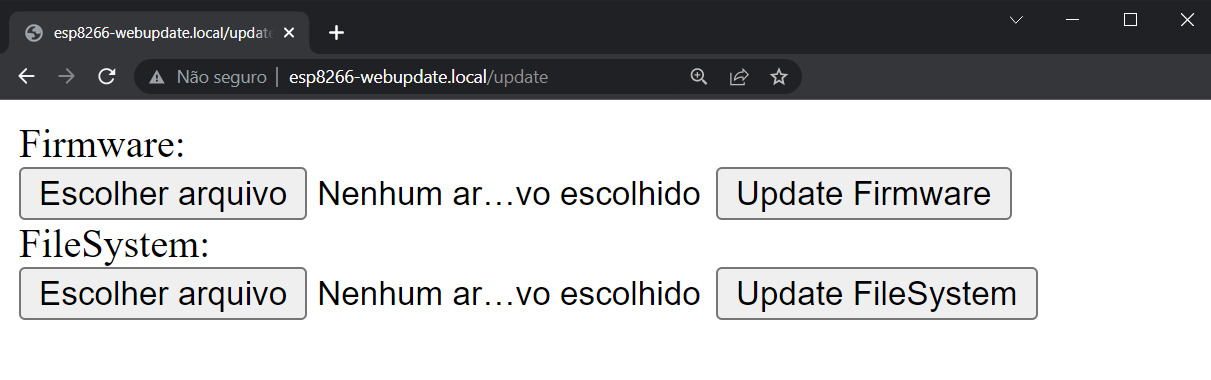 esp8266-webupdate.local/update
Não seguro | esp8266-webupdate.local/update
Firmware:
Escolher arquivo Nenhum ar…vo escolhido Update Firmware
FileSystem:
Escolher arquivo Nenhum ar…vo escolhido Update FileSystem